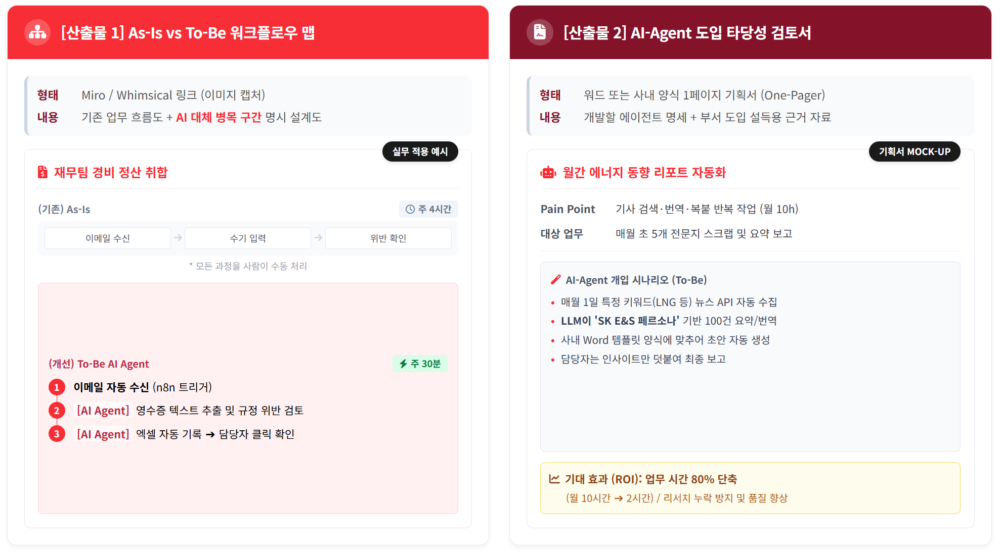 [산출물 1] As-Is vs To-Be 워크플로우 맵
형태 Miro / Whimsical 링크 (이미지 캡처)
내용 기존 업무 흐름도 + AI 대체 병목 구간 명시 설계도
실무 적용 예시
재무팀 경비 정산 취합
(기존) As-Is 주 4시간
이메일 수신 → 수기 입력 → 위반 확인
* 모든 과정을 사람이 수동 처리
(개선) To-Be AI Agent 주 30분
1 이메일 자동 수신 (n8n 트리거)
2 [AI Agent] 영수증 텍스트 추출 및 규정 위반 검토
3 [AI Agent] 엑셀 자동 기록 ➔ 담당자 클릭 확인
[산출물 2] AI-Agent 도입 타당성 검토서
형태 워드 또는 사내 양식 1페이지 기획서 (One-Pager)
내용 개발할 에이전트 명세 + 부서 도입 설득용 근거 자료
기획서 MOCK-UP
월간 에너지 동향 리포트 자동화
Pain Point 기사 검색·번역·복붙 반복 작업 (월 10h)
대상 업무 매월 초 5개 전문지 스크랩 및 요약 보고
AI-Agent 개입 시나리오 (To-Be)
• 매월 1일 특정 키워드(LNG 등) 뉴스 API 자동 수집
• LLM이 'SK E&S 페르소나' 기반 100건 요약/번역
• 사내 Word 템플릿 양식에 맞추어 초안 자동 생성
• 담당자는 인사이트만 덧붙여 최종 보고
기대 효과 (ROI): 업무 시간 80% 단축
(월 10시간 ➔ 2시간) / 리서치 누락 방지 및 품질 향상